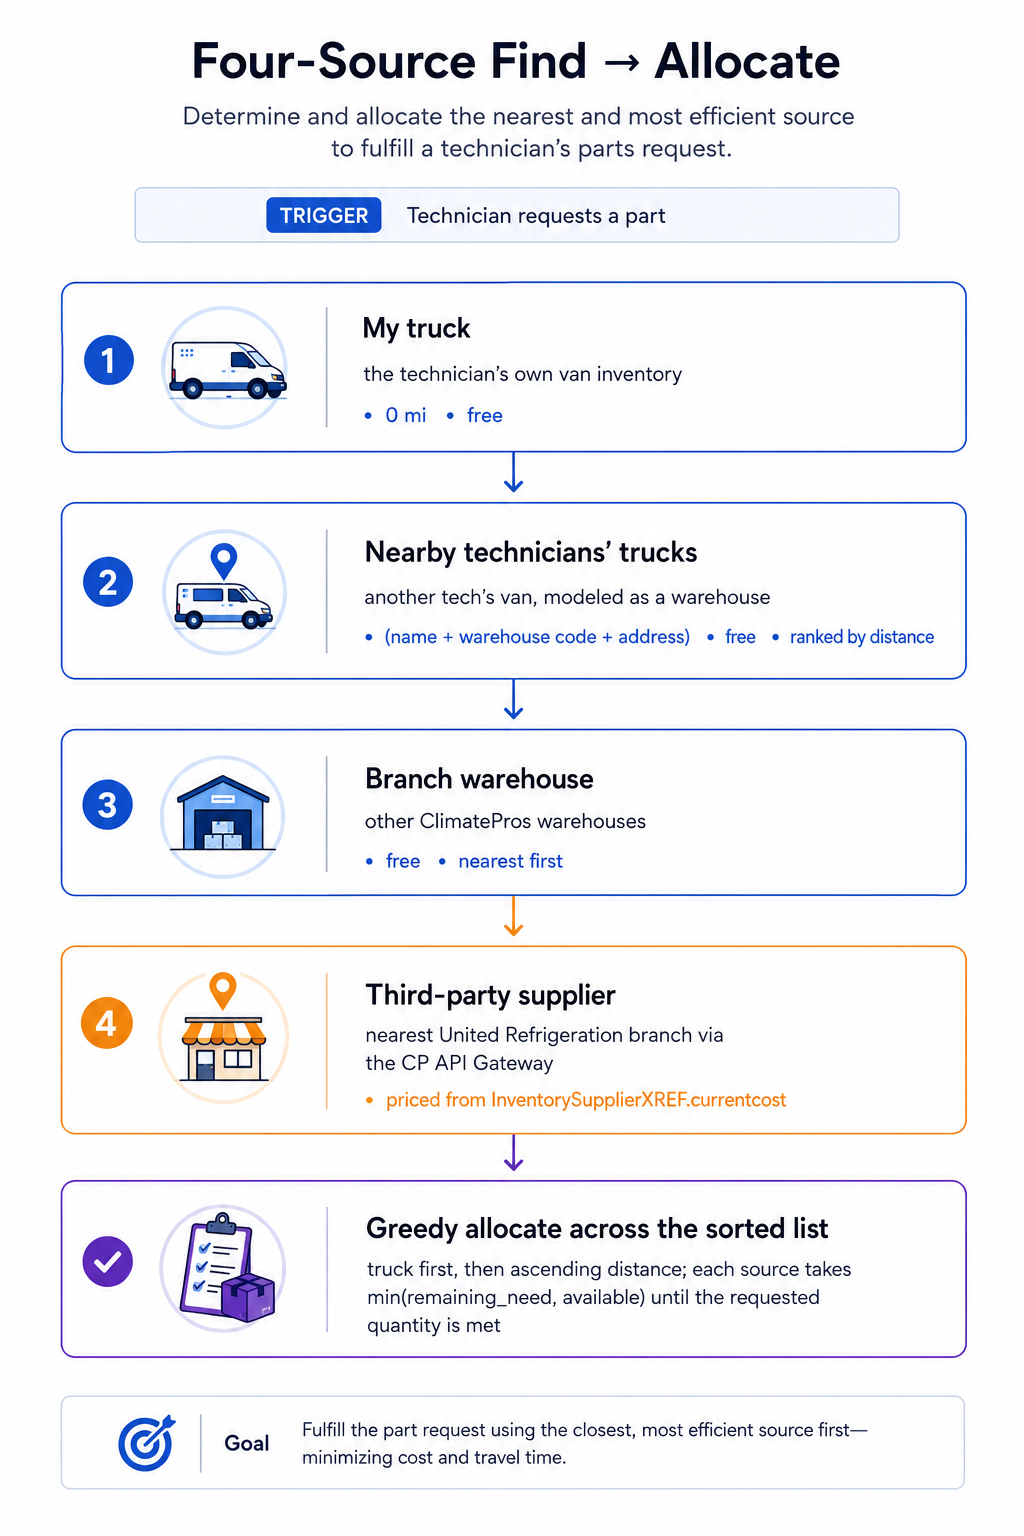 Four-Source Find → Allocate
Determine and allocate the nearest and most efficient source
to fulfill a technician’s parts request.
TRIGGER Technician requests a part
1
My truck
the technician’s own van inventory
• 0 mi • free
2
Nearby technicians’ trucks
another tech’s van, modeled as a warehouse
• (name + warehouse code + address) • free • ranked by distance
3
Branch warehouse
other ClimatePros warehouses
• free • nearest first
4
Third-party supplier
nearest United Refrigeration branch via
the CP API Gateway
• priced from InventorySupplierXREF.currentcost
Greedy allocate across the sorted list
truck first, then ascending distance; each source takes
min(remaining_need, available) until the requested
quantity is met
Goal
Fulfill the part request using the closest, most efficient source first—
minimizing cost and travel time.